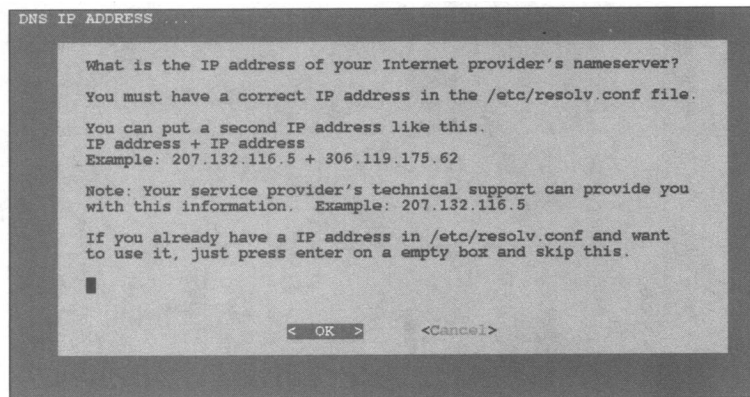 DNS IP ADDRESS ...
What is the IP address of your Internet provider's nameserver?
You must have a correct IP address in the /etc/resolv.conf file.
You can put a second IP address like this.
IP address + IP address
Example: 207.132.116.5 + 306.119.175.62
Note: Your service provider's technical support can provide you
with this information.  Example: 207.132.116.5
If you already have a IP address in /etc/resolv.conf and want
to use it, just press enter on a empty box and skip this.
< OK > <Cancel>